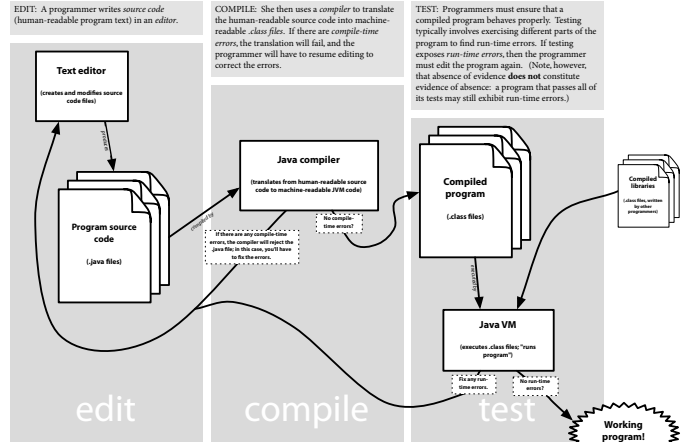 EDIT: A programmer writes source code
(human-readable program text) in an editor.
COMPILE: She then uses a compiler to translate
the human-readable source code into machine-
readable .class files. If there are compile-time
errors, the translation will fail, and the
programmer will have to resume editing to
correct the errors.
TEST: Programmers must ensure that a
compiled program behaves properly. Testing
typically involves exercising different parts of the
program to find run-time errors. If testing
exposes run-time errors, then the programmer
must edit the program again. (Note, however,
that absence of evidence does not constitute
evidence of absence: a program that passes all of
its tests may still exhibit run-time errors.)
Text editor
(creates and modifies source
code files)
produces
Program source
code
(.java files)
compiled by
Java compiler
(translates from human-readable source
code to machine-readable JVM code)
If there are any compile-time
errors, the compiler will reject the
.java file; in this case, you'll have
to fix the errors.
No compile-
time errors?
Compiled
program
(.class files)
executed by
Compiled
libraries
(.class files, written
by other
programmers)
Java VM
(executes .class files; "runs
program")
Fix any run-
time errors.
No run-time
errors?
Working
program!
edit
compile
test